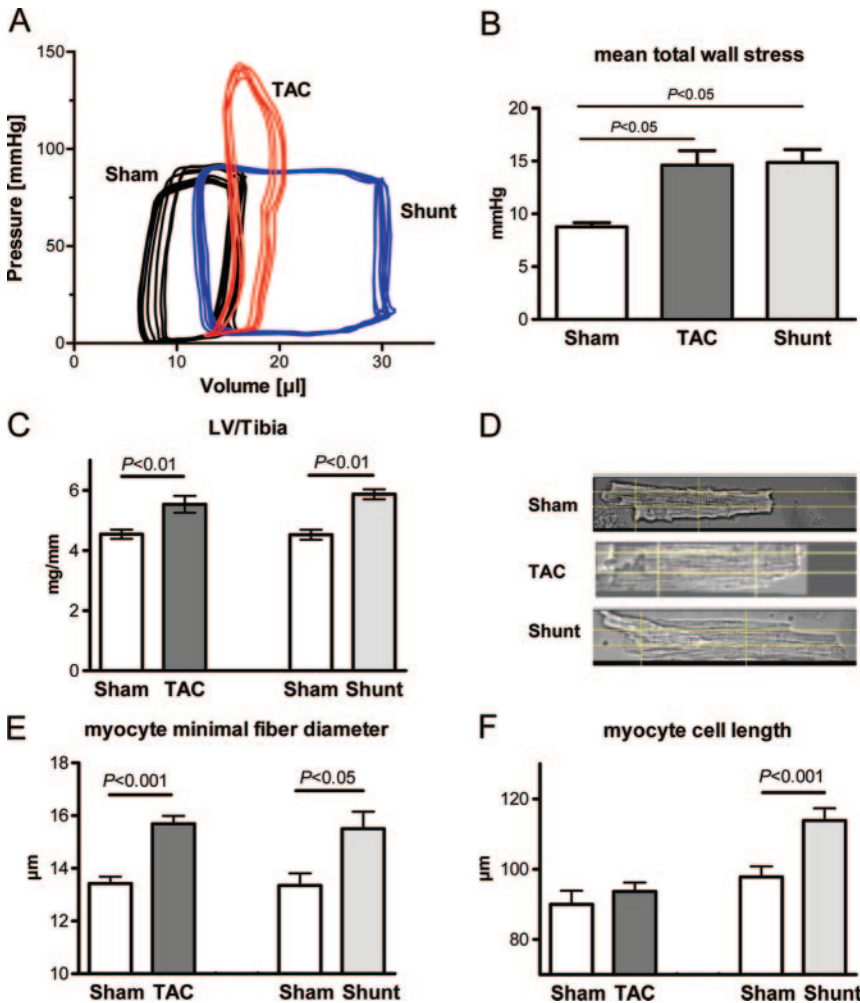 A
150
100
50
0
Pressure [mmHg]
TAC
Sham
Shunt
0 10 20 30
Volume [µl]
B
mean total wall stress
P<0.05
P<0.05
20
15
10
5
0
mmHg
Sham TAC Shunt
C
LV/Tibia
P<0.01 P<0.01
6
4
2
0
mg/mm
Sham TAC Sham Shunt
D
Sham
TAC
Shunt
E
myocyte minimal fiber diameter
P<0.001 P<0.05
18
16
14
12
10
µm
Sham TAC Sham Shunt
F
myocyte cell length
P<0.001
120
100
80
µm
Sham TAC Sham Shunt